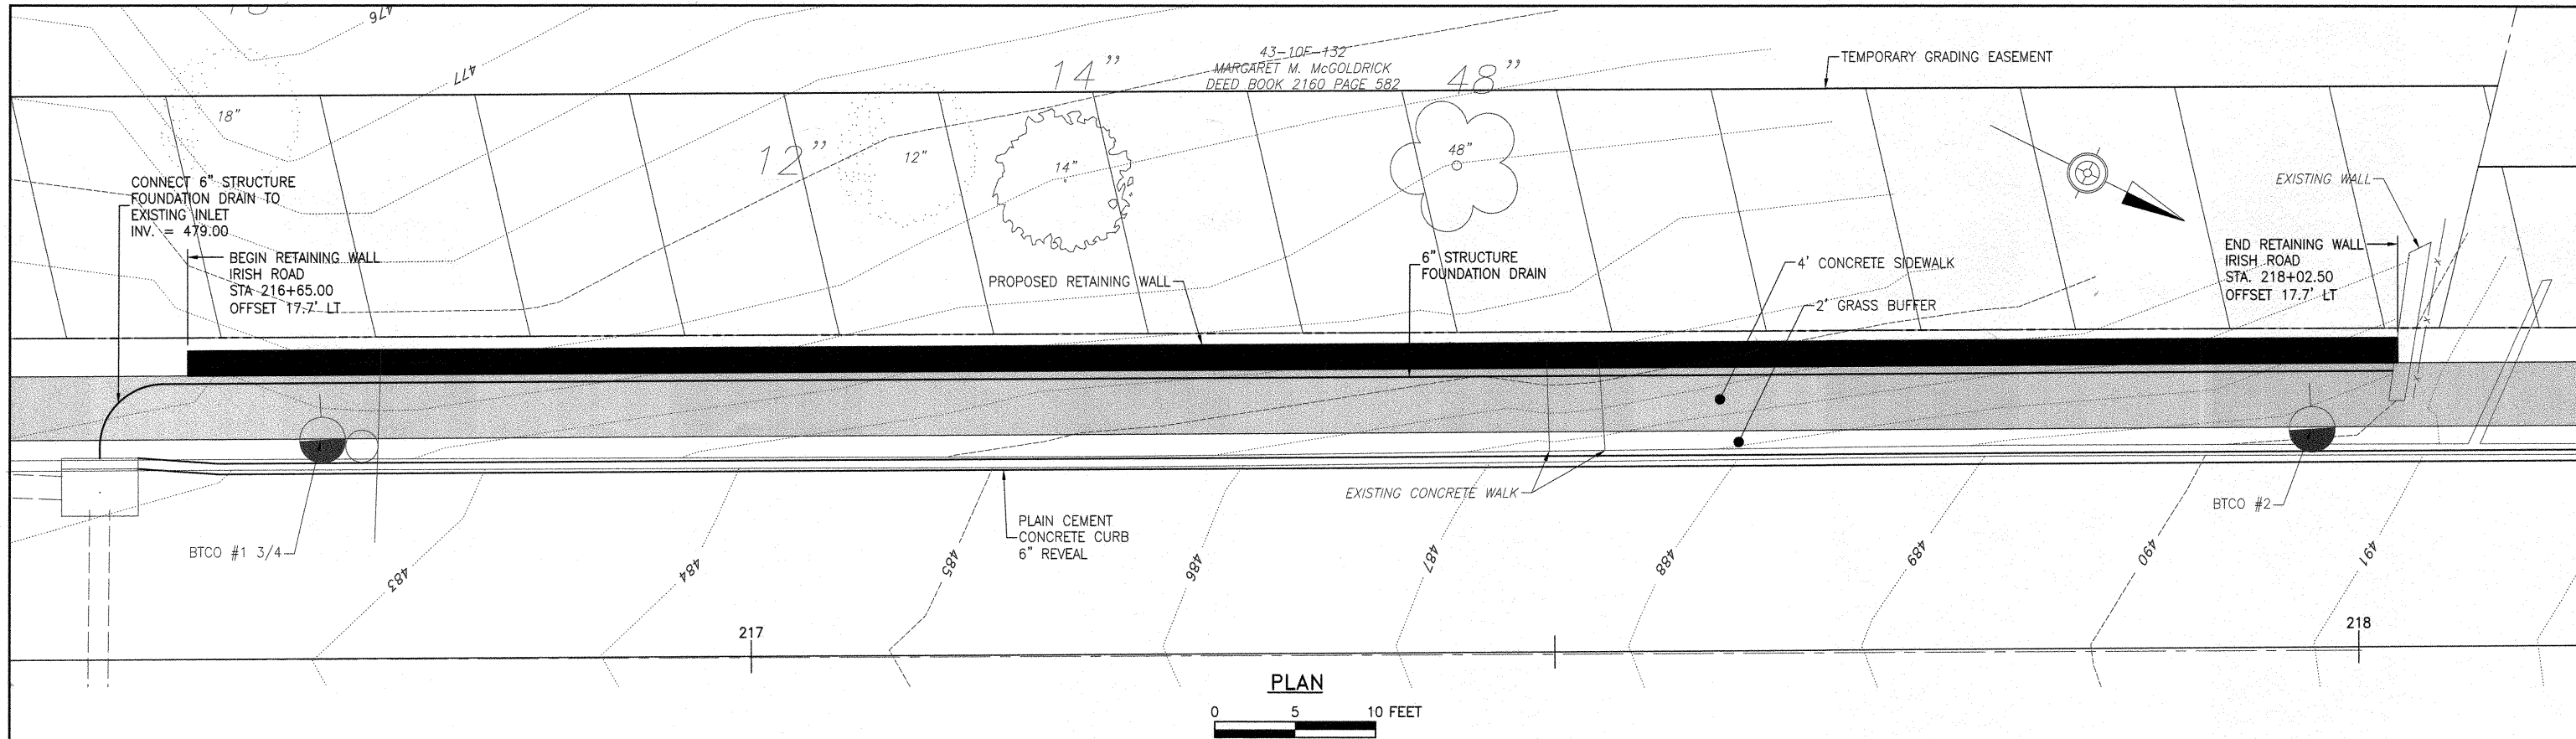 476
477
43-10F-132
MARGARET M. McGOLDRICK
DEED BOOK 2160 PAGE 582
14"
48"
TEMPORARY GRADING EASEMENT
18"
12"
12"
14"
48"
EXISTING WALL
CONNECT 6" STRUCTURE
FOUNDATION DRAIN TO
EXISTING INLET
INV. = 479.00
BEGIN RETAINING WALL
IRISH ROAD
STA 216+65.00
OFFSET 17.7' LT
PROPOSED RETAINING WALL
6" STRUCTURE
FOUNDATION DRAIN
4' CONCRETE SIDEWALK
2' GRASS BUFFER
END RETAINING WALL
IRISH ROAD
STA. 218+02.50
OFFSET 17.7' LT
x
x
x
EXISTING CONCRETE WALK
BTCO #2
BTCO #1 3/4
PLAIN CEMENT
CONCRETE CURB
6" REVEAL
483
484
485
486
487
488
489
490
491
217
218
PLAN
0 5 10 FEET